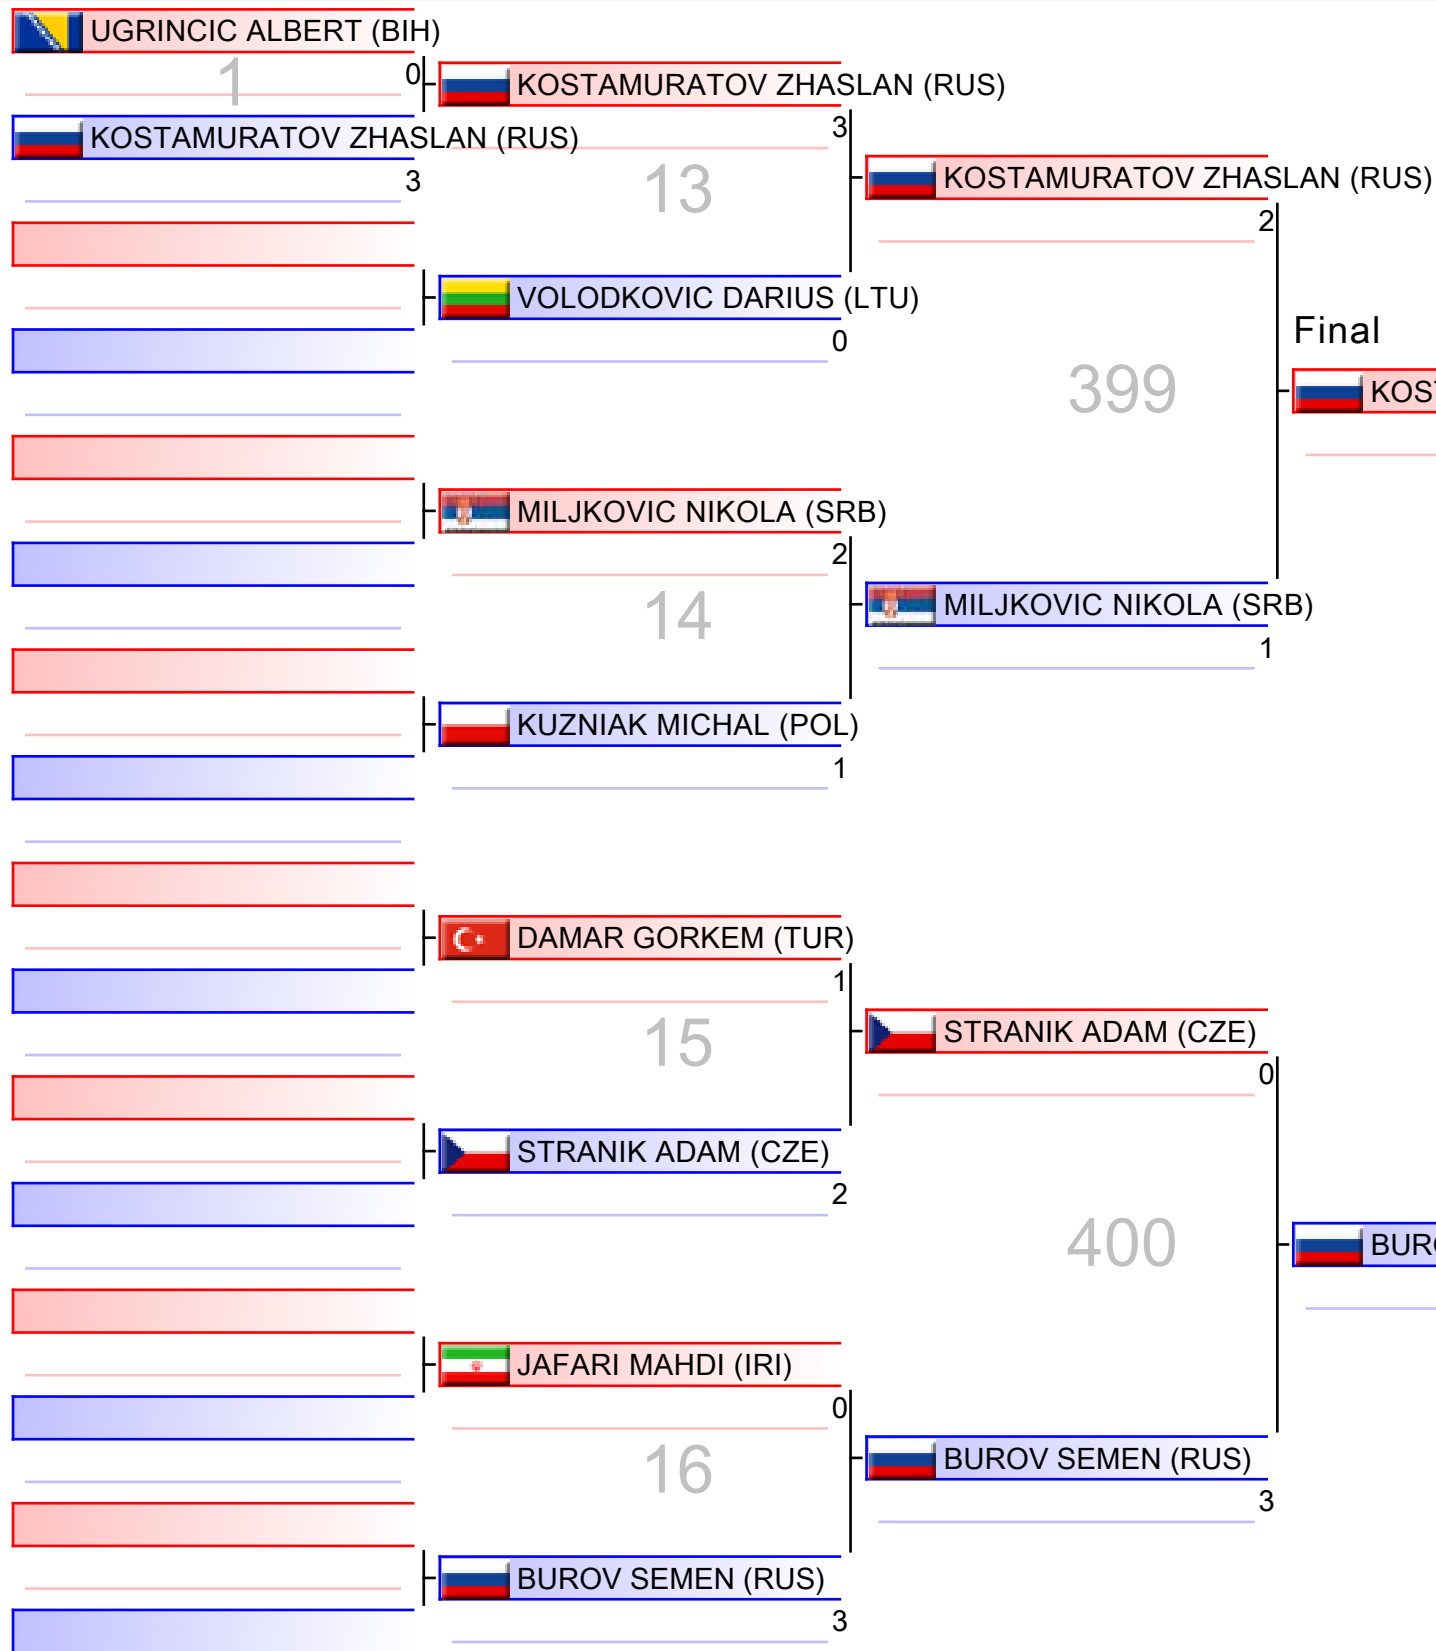 UGRINCIC ALBERT (BIH)
0
1
KOSTAMURATOV ZHASLAN (RUS)
3
KOSTAMURATOV ZHASLAN (RUS)
3
13
VOLODKOVIC DARIUS (LTU)
0
MILJKOVIC NIKOLA (SRB)
2
14
KUZNIAK MICHAL (POL)
1
DAMAR GORKEM (TUR)
1
15
STRANIK ADAM (CZE)
2
JAFARI MAHDI (IRI)
0
16
BUROV SEMEN (RUS)
3
KOSTAMURATOV ZHASLAN (RUS)
2
399
MILJKOVIC NIKOLA (SRB)
1
STRANIK ADAM (CZE)
0
400
BUROV SEMEN (RUS)
3
Final